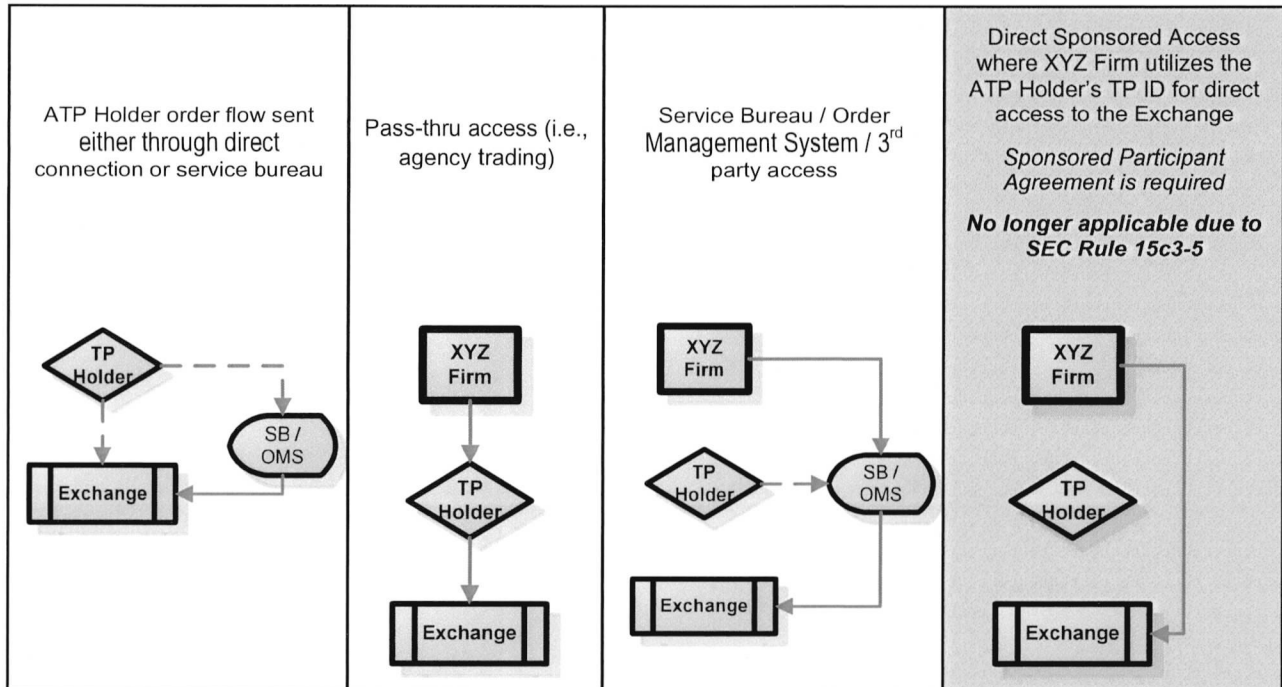 ATP Holder order flow sent
either through direct
connection or service bureau
TP
Holder
SB /
OMS
Exchange
Pass-thru access (i.e.,
agency trading)
XYZ
Firm
TP
Holder
Exchange
Service Bureau / Order
Management System / 3rd
party access
XYZ
Firm
TP
Holder
SB /
OMS
Exchange
Direct Sponsored Access
where XYZ Firm utilizes the
ATP Holder's TP ID for direct
access to the Exchange
Sponsored Participant
Agreement is required
No longer applicable due to
SEC Rule 15c3-5
XYZ
Firm
TP
Holder
Exchange